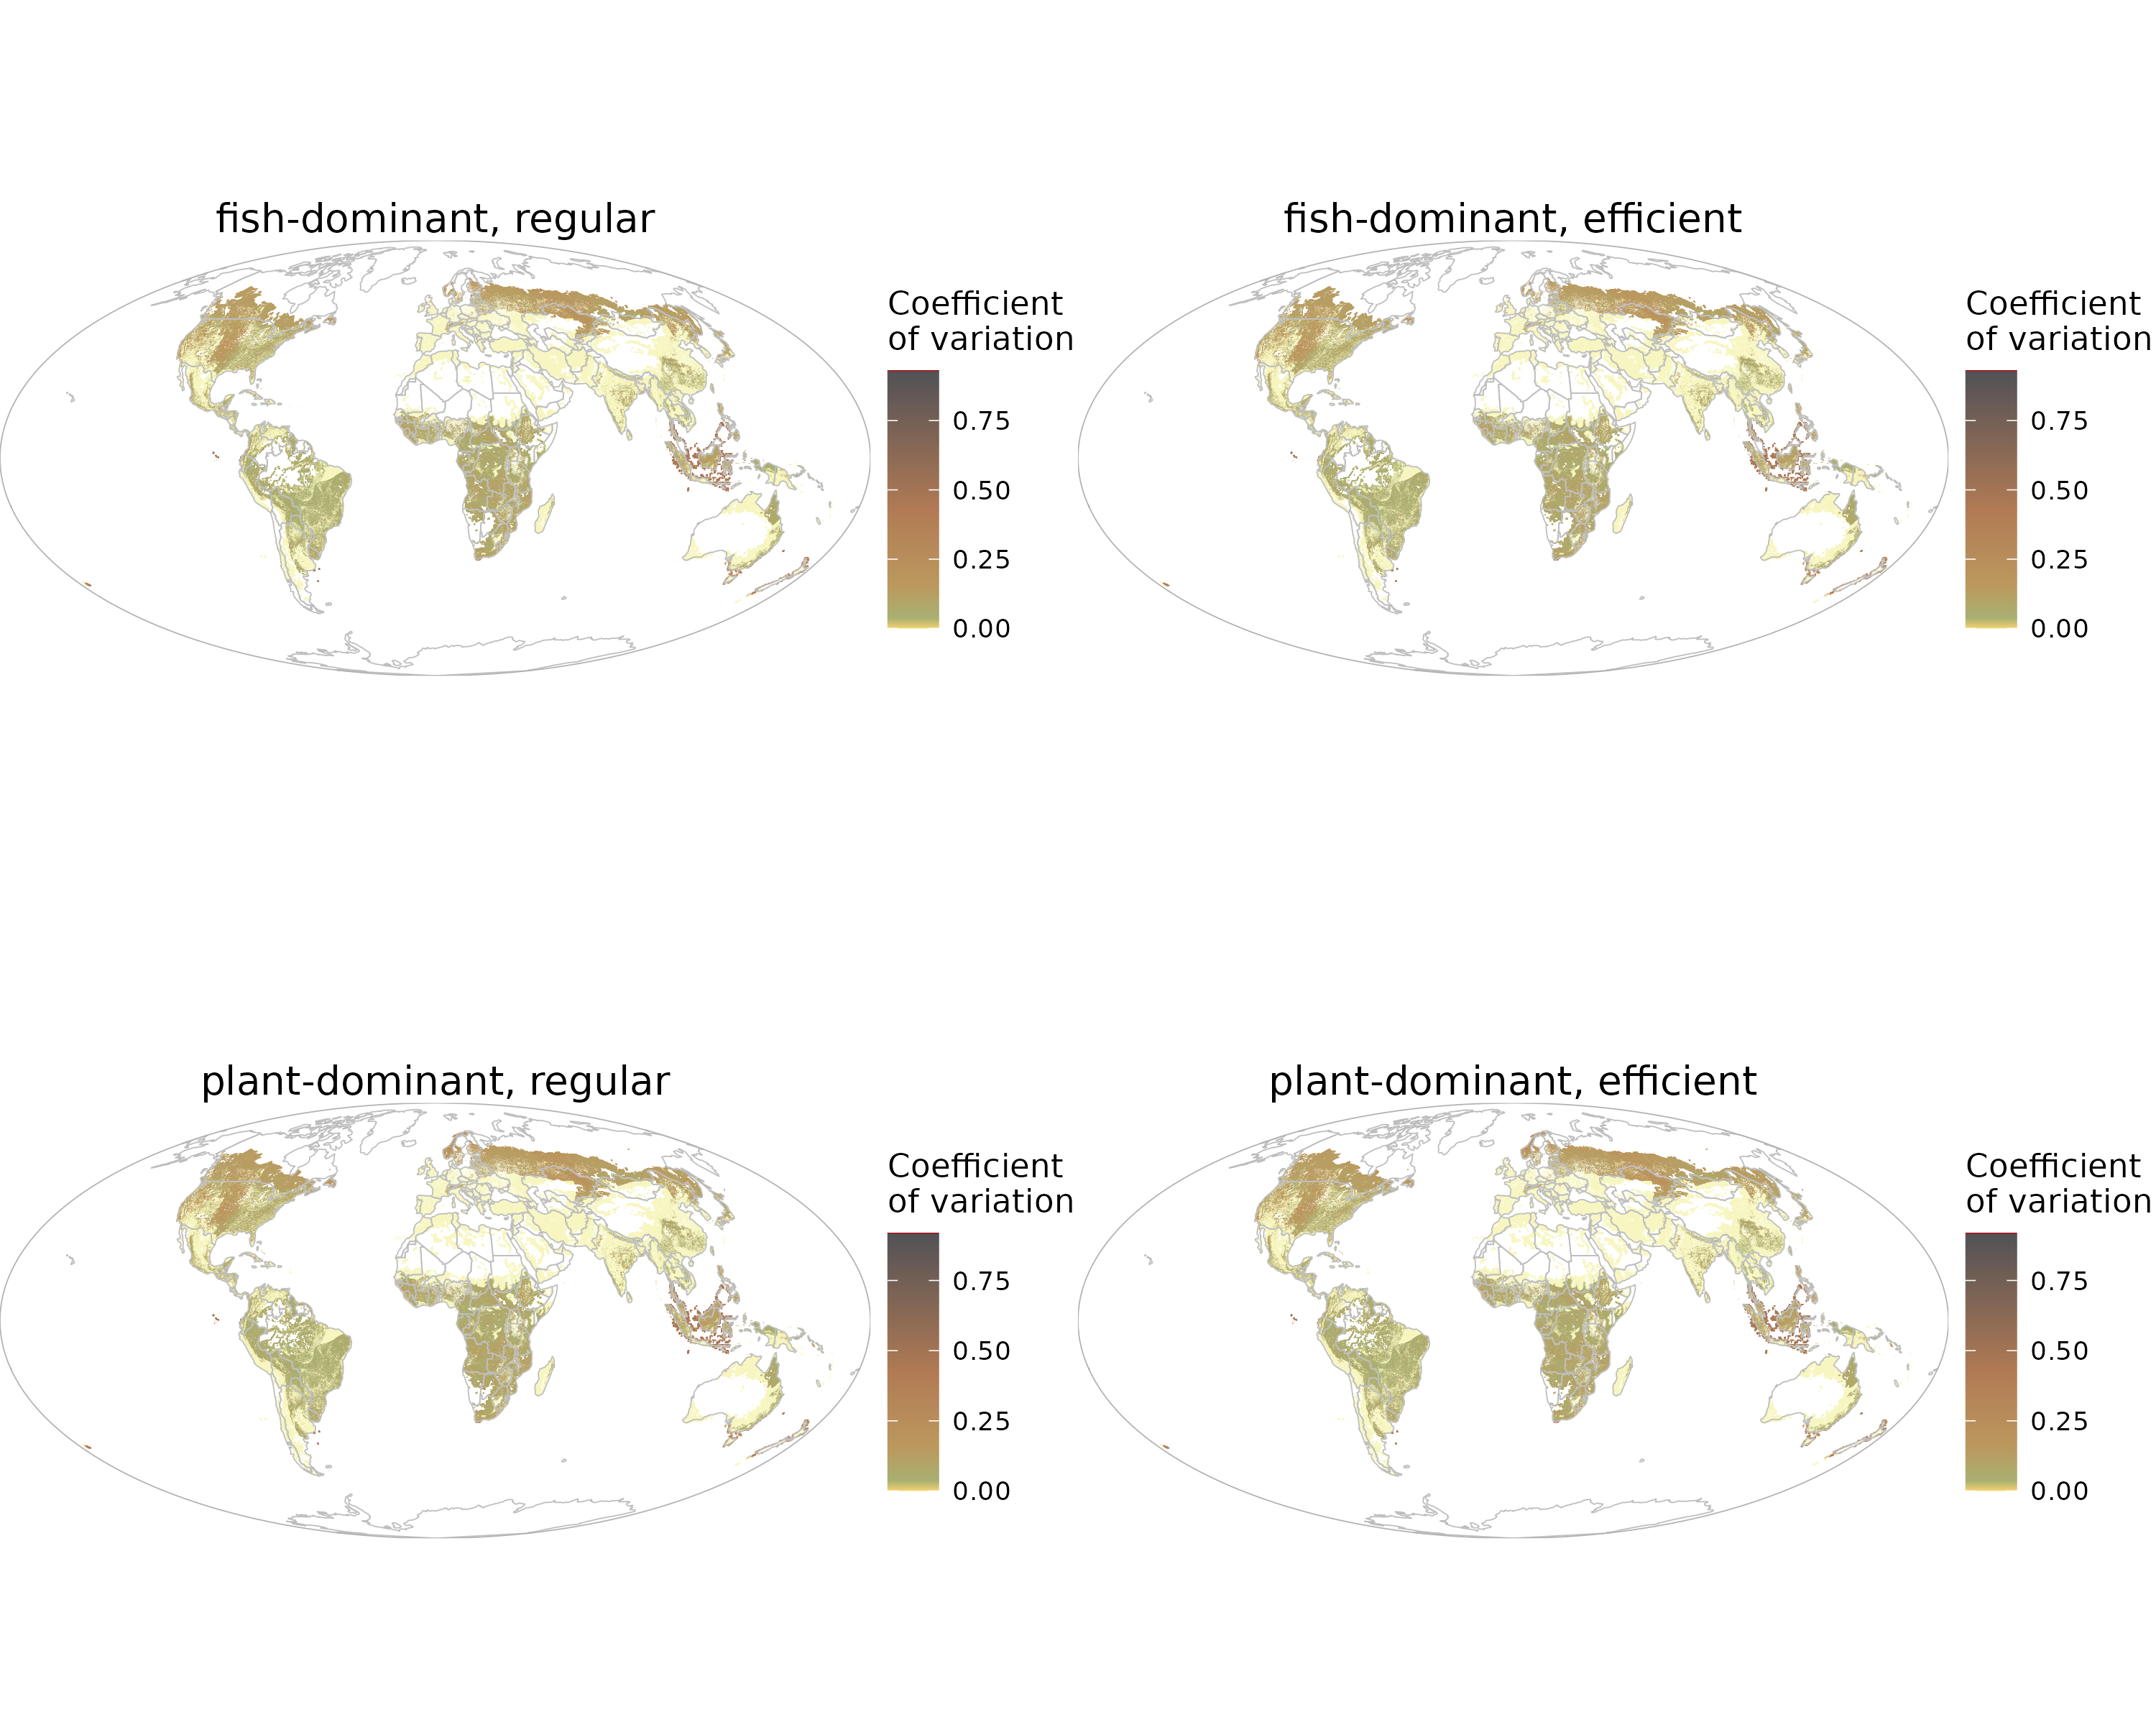 fish-dominant, regular
Coefficient
of variation
0.75
0.50
0.25
0.00
fish-dominant, efficient
Coefficient
of variation
0.75
0.50
0.25
0.00
plant-dominant, regular
Coefficient
of variation
0.75
0.50
0.25
0.00
plant-dominant, efficient
Coefficient
of variation
0.75
0.50
0.25
0.00